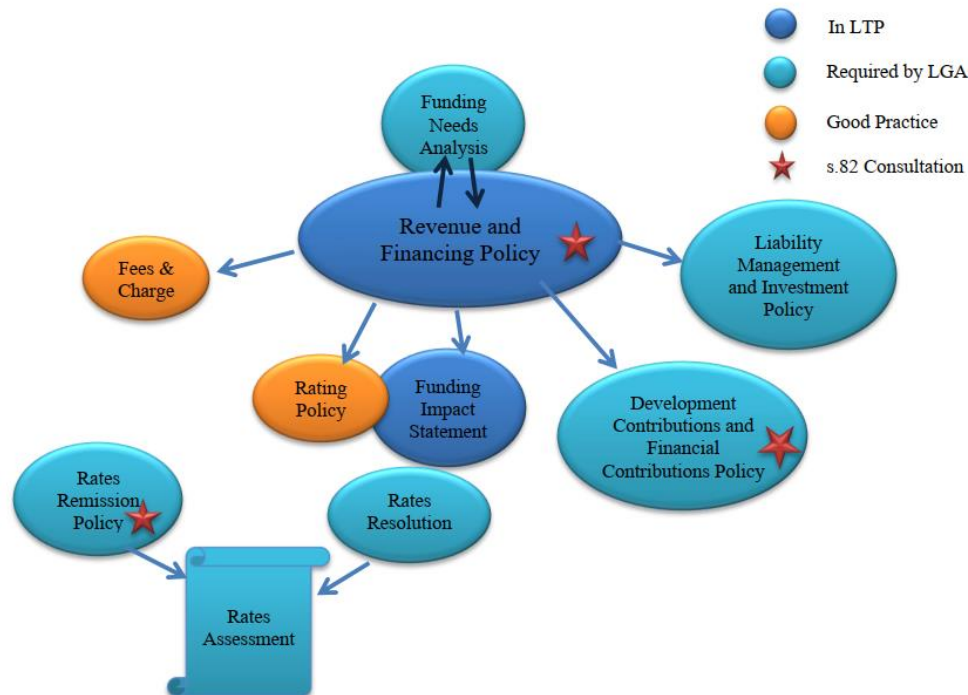 In LTP
Required by LGA
Good Practice
s.82 Consultation
Funding
Needs
Analysis
Revenue and
Financing Policy
Liability
Management
and Investment
Policy
Fees &
Charge
Rating
Policy
Funding
Impact
Statement
Development
Contributions and
Financial
Contributions Policy
Rates
Remission
Policy
Rates
Resolution
Rates
Assessment